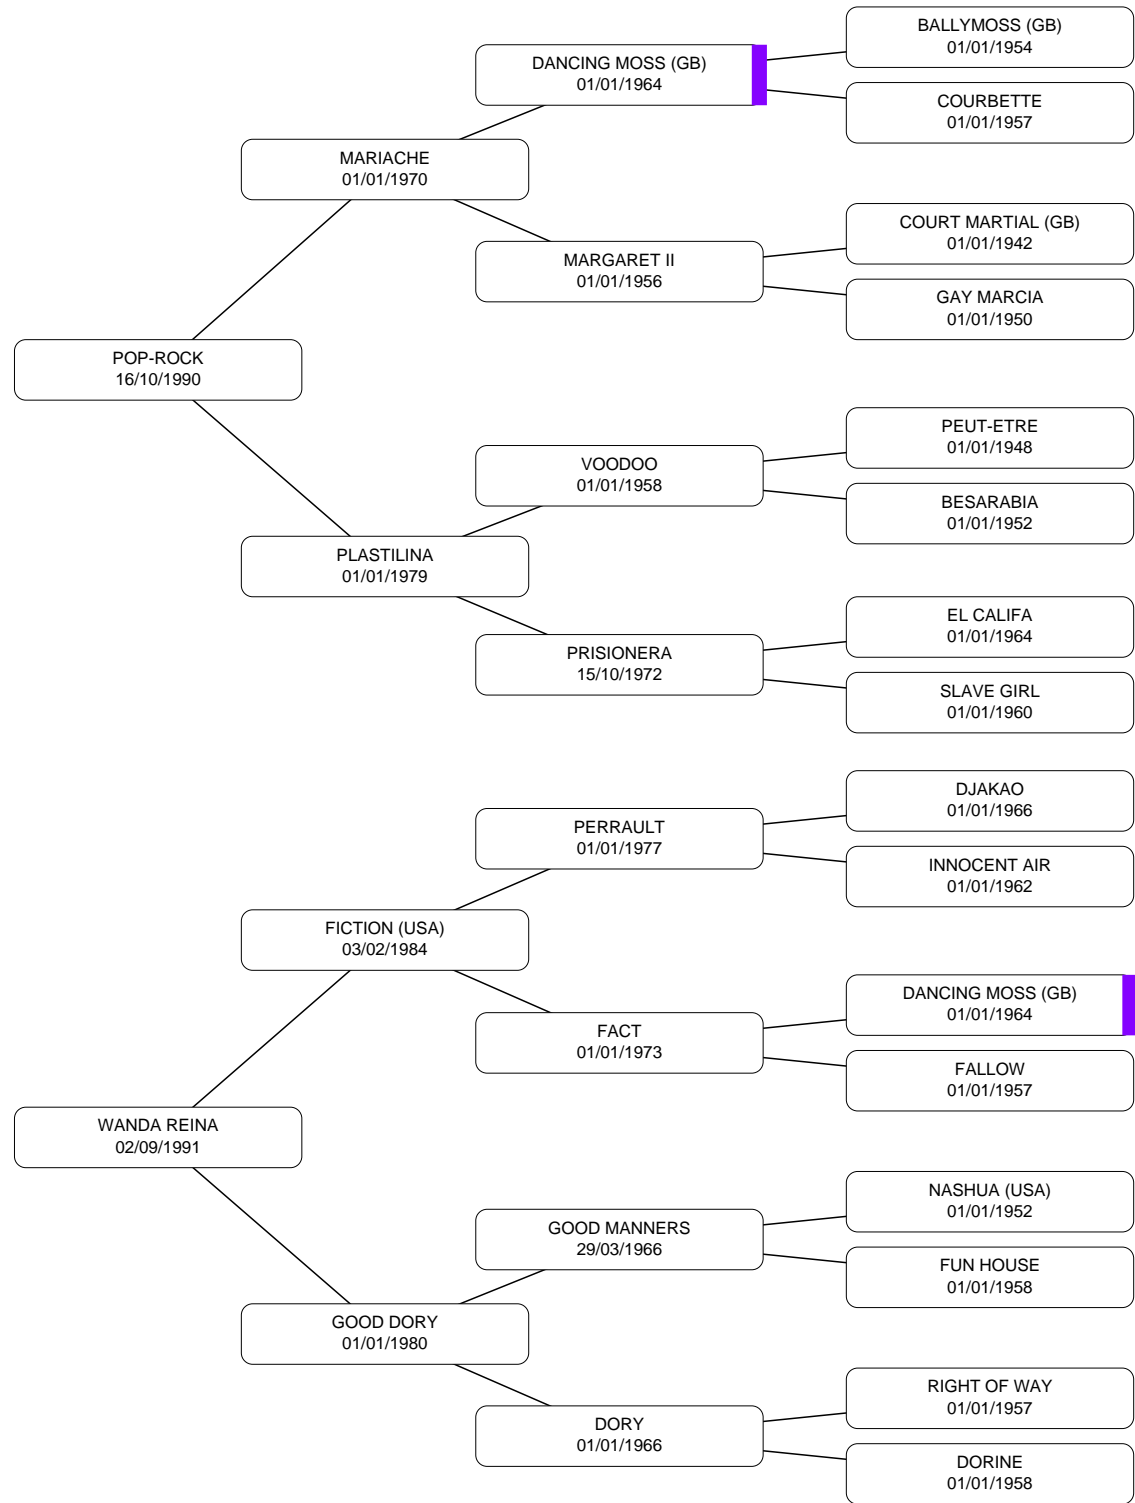 BALLYMOSS (GB)
01/01/1954
DANCING MOSS (GB)
01/01/1964
COURBETTE
01/01/1957
MARIACHE
01/01/1970
COURT MARTIAL (GB)
01/01/1942
MARGARET II
01/01/1956
GAY MARCIA
01/01/1950
POP-ROCK
16/10/1990
PEUT-ETRE
01/01/1948
VOODOO
01/01/1958
BESARABIA
01/01/1952
PLASTILINA
01/01/1979
EL CALIFA
01/01/1964
PRISIONERA
15/10/1972
SLAVE GIRL
01/01/1960
DJAKAO
01/01/1966
PERRAULT
01/01/1977
INNOCENT AIR
01/01/1962
FICTION (USA)
03/02/1984
DANCING MOSS (GB)
01/01/1964
FACT
01/01/1973
FALLOW
01/01/1957
WANDA REINA
02/09/1991
NASHUA (USA)
01/01/1952
GOOD MANNERS
29/03/1966
FUN HOUSE
01/01/1958
GOOD DORY
01/01/1980
RIGHT OF WAY
01/01/1957
DORY
01/01/1966
DORINE
01/01/1958